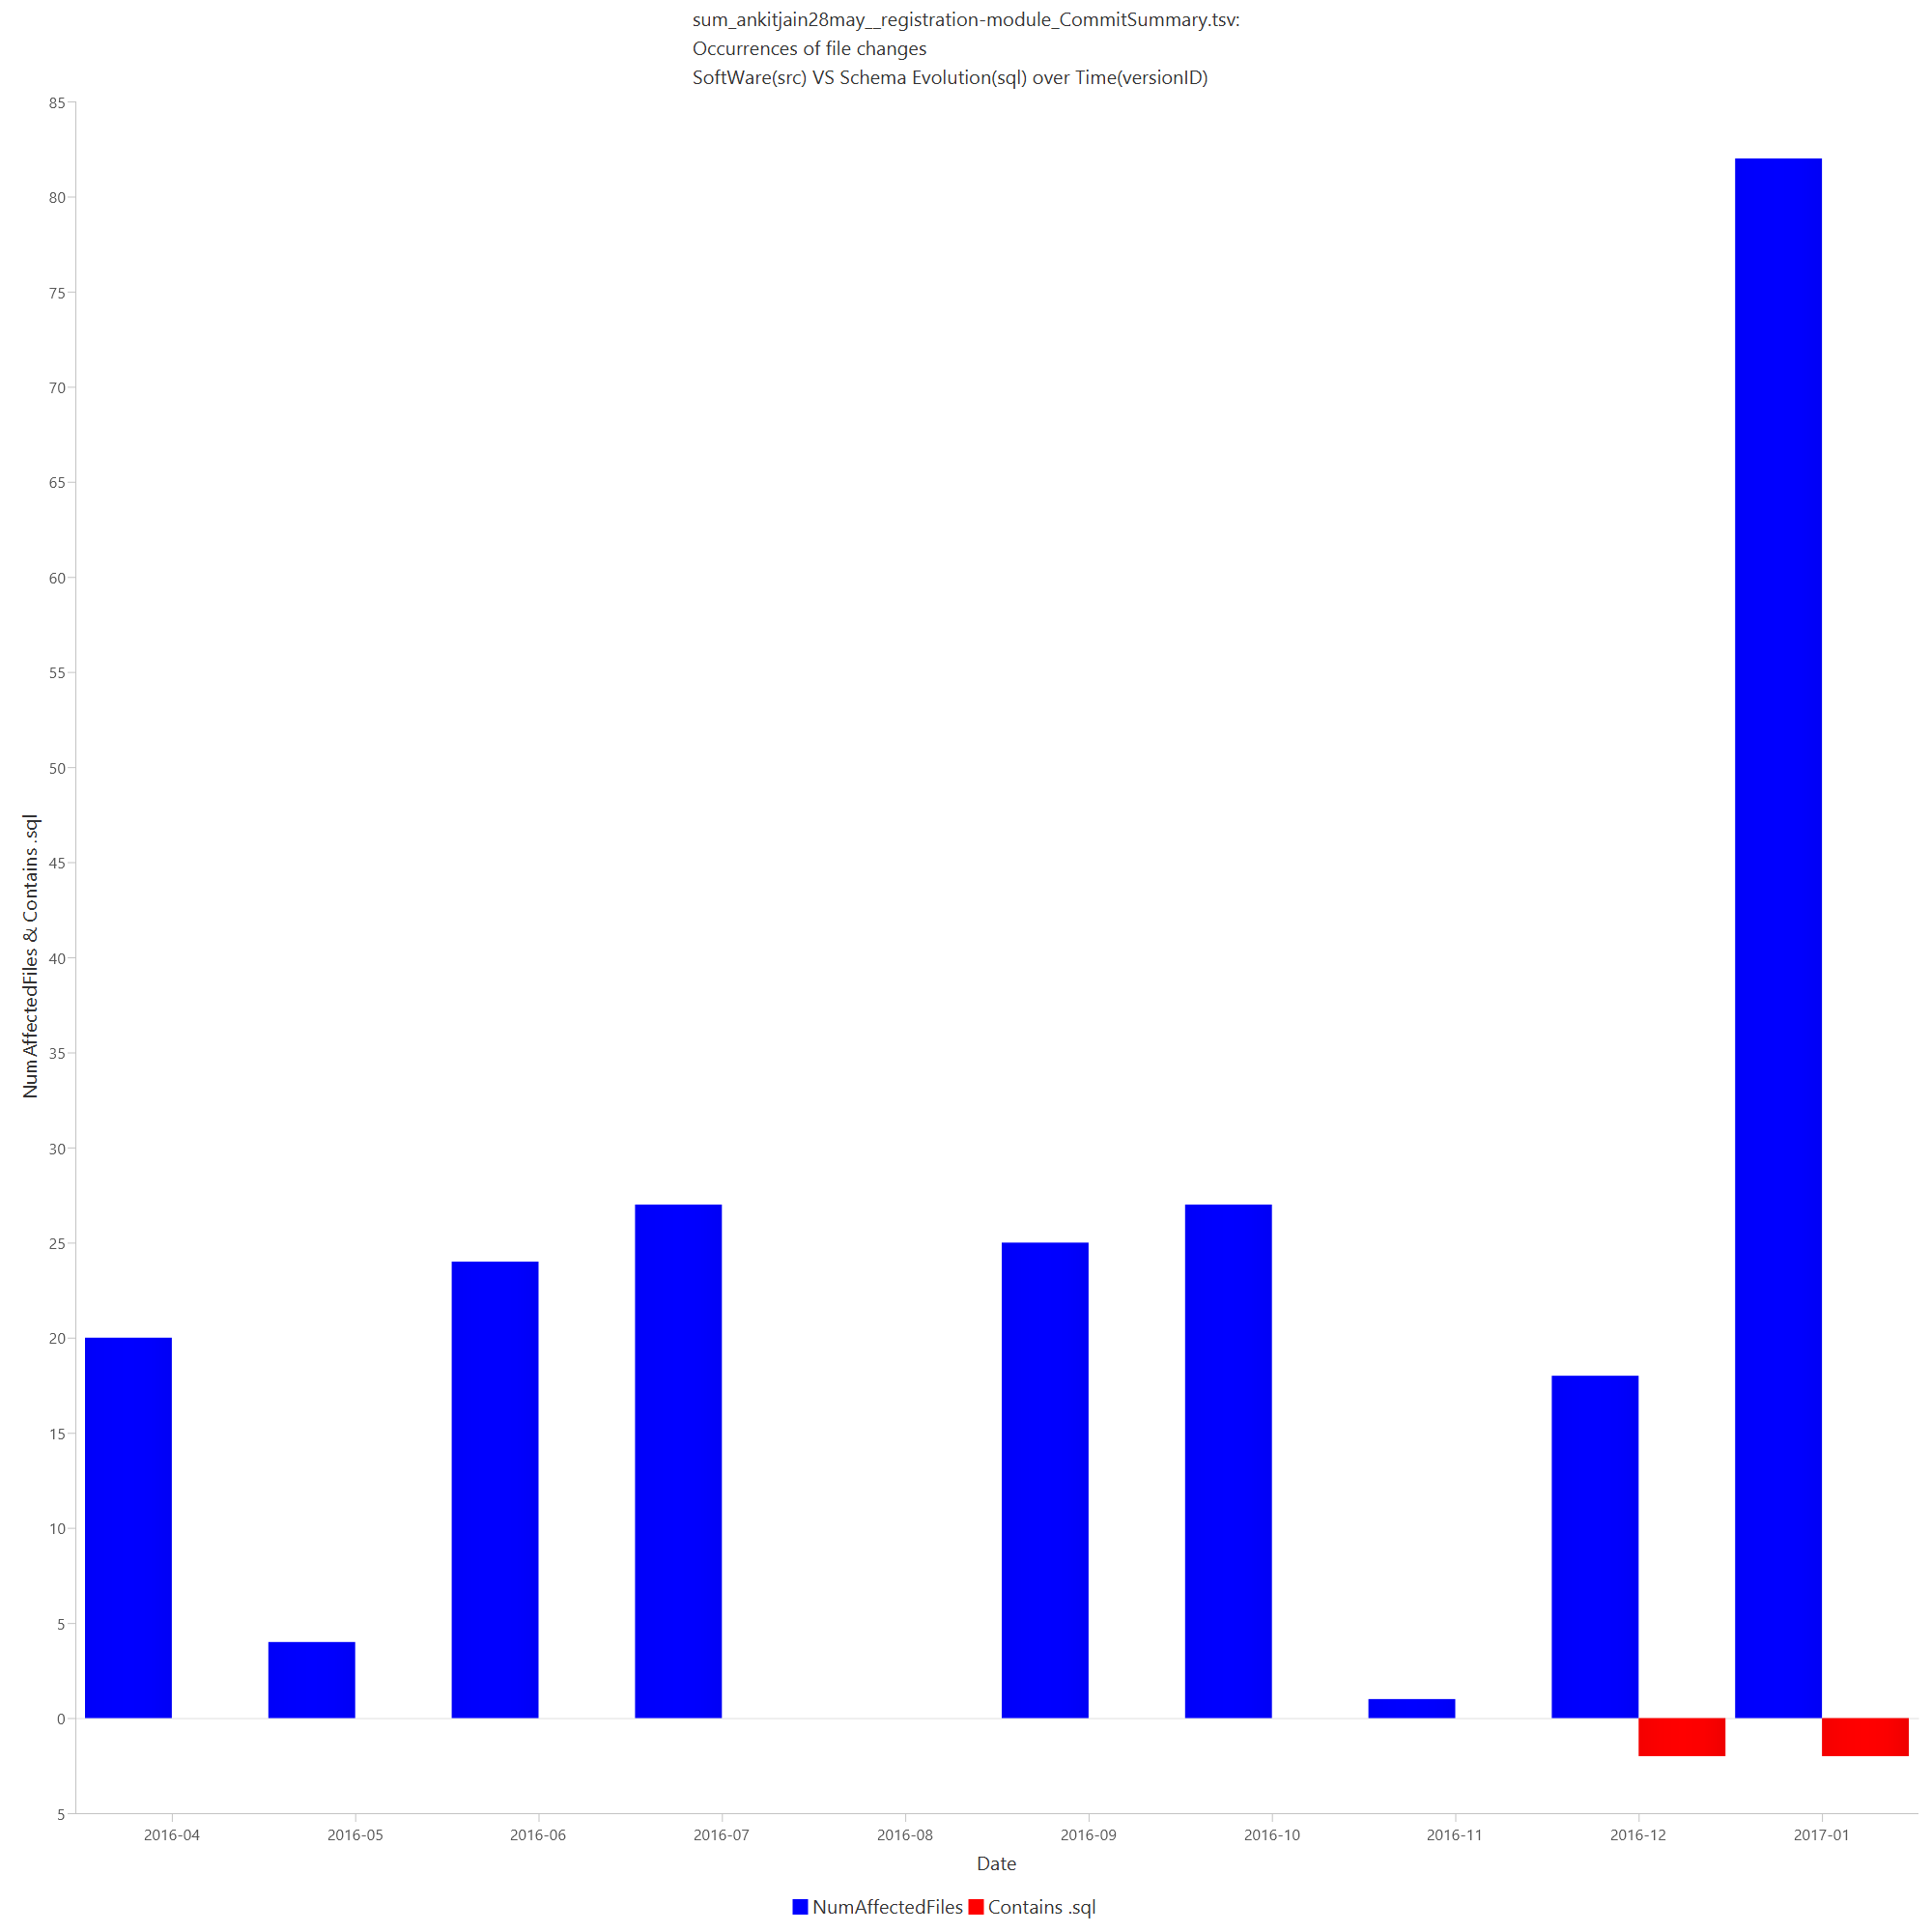 sum_ankitjain28may__registration-module_CommitSummary.tsv:
Occurrences of file changes
SoftWare(src) VS Schema Evolution(sql) over Time(versionID)
85
80
75
70
65
60
55
50
45
40
35
30
25
20
15
10
5
0
5
Num AffectedFiles & Contains .sql
2016-04 2016-05 2016-06 2016-07 2016-08 2016-09 2016-10 2016-11 2016-12 2017-01
Date
NumAffectedFiles Contains .sql